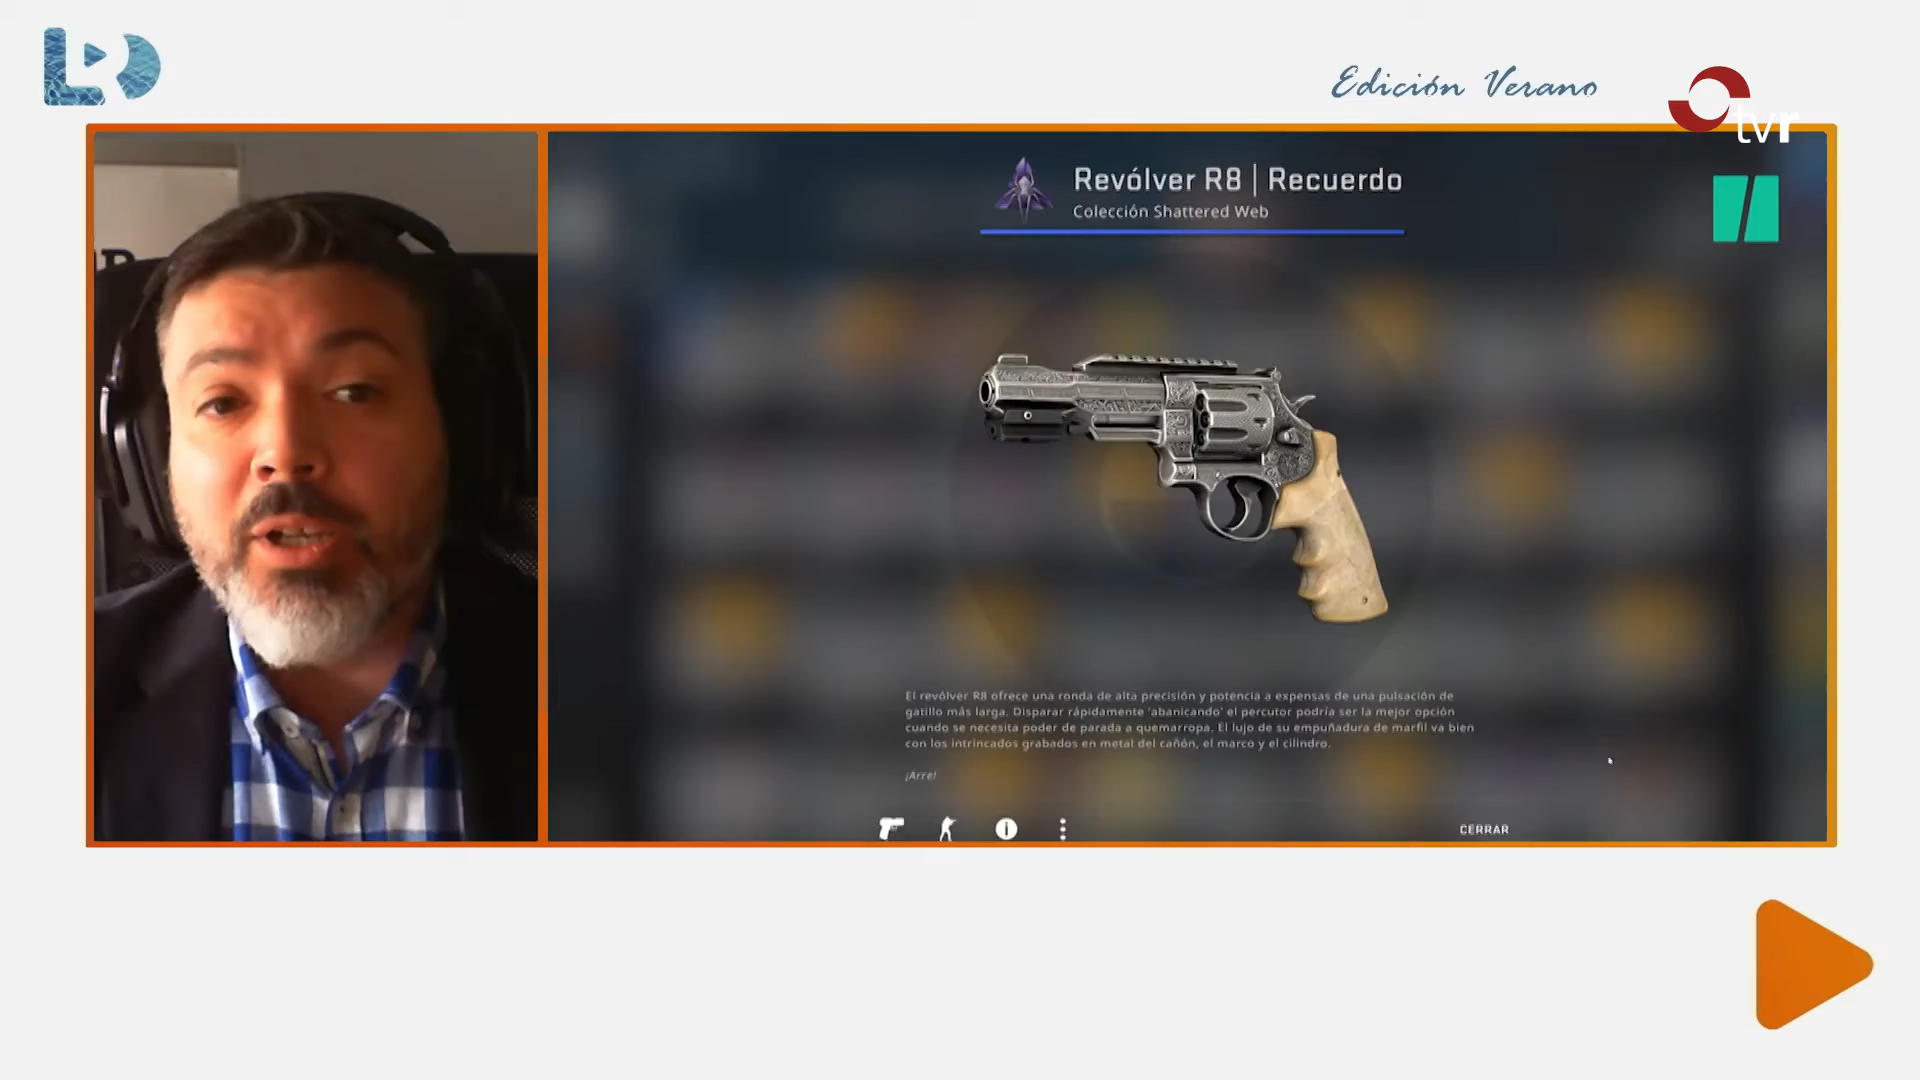 LD
Edición Verano
tvr
Revólver R8 | Recuerdo
Colección Shattered Web
El revólver R8 ofrece una ronda de alta precisión y potencia a expensas de una pulsación de
gatillo más larga. Disparar rápidamente 'abanicando' el percutor podría ser la mejor opción
cuando se necesita poder de parada a quemarropa. El lujo de su empuñadura de marfil va bien
con los intrincados grabados en metal del cañón, el marco y el cilindro.
¡Arre!
CERRAR